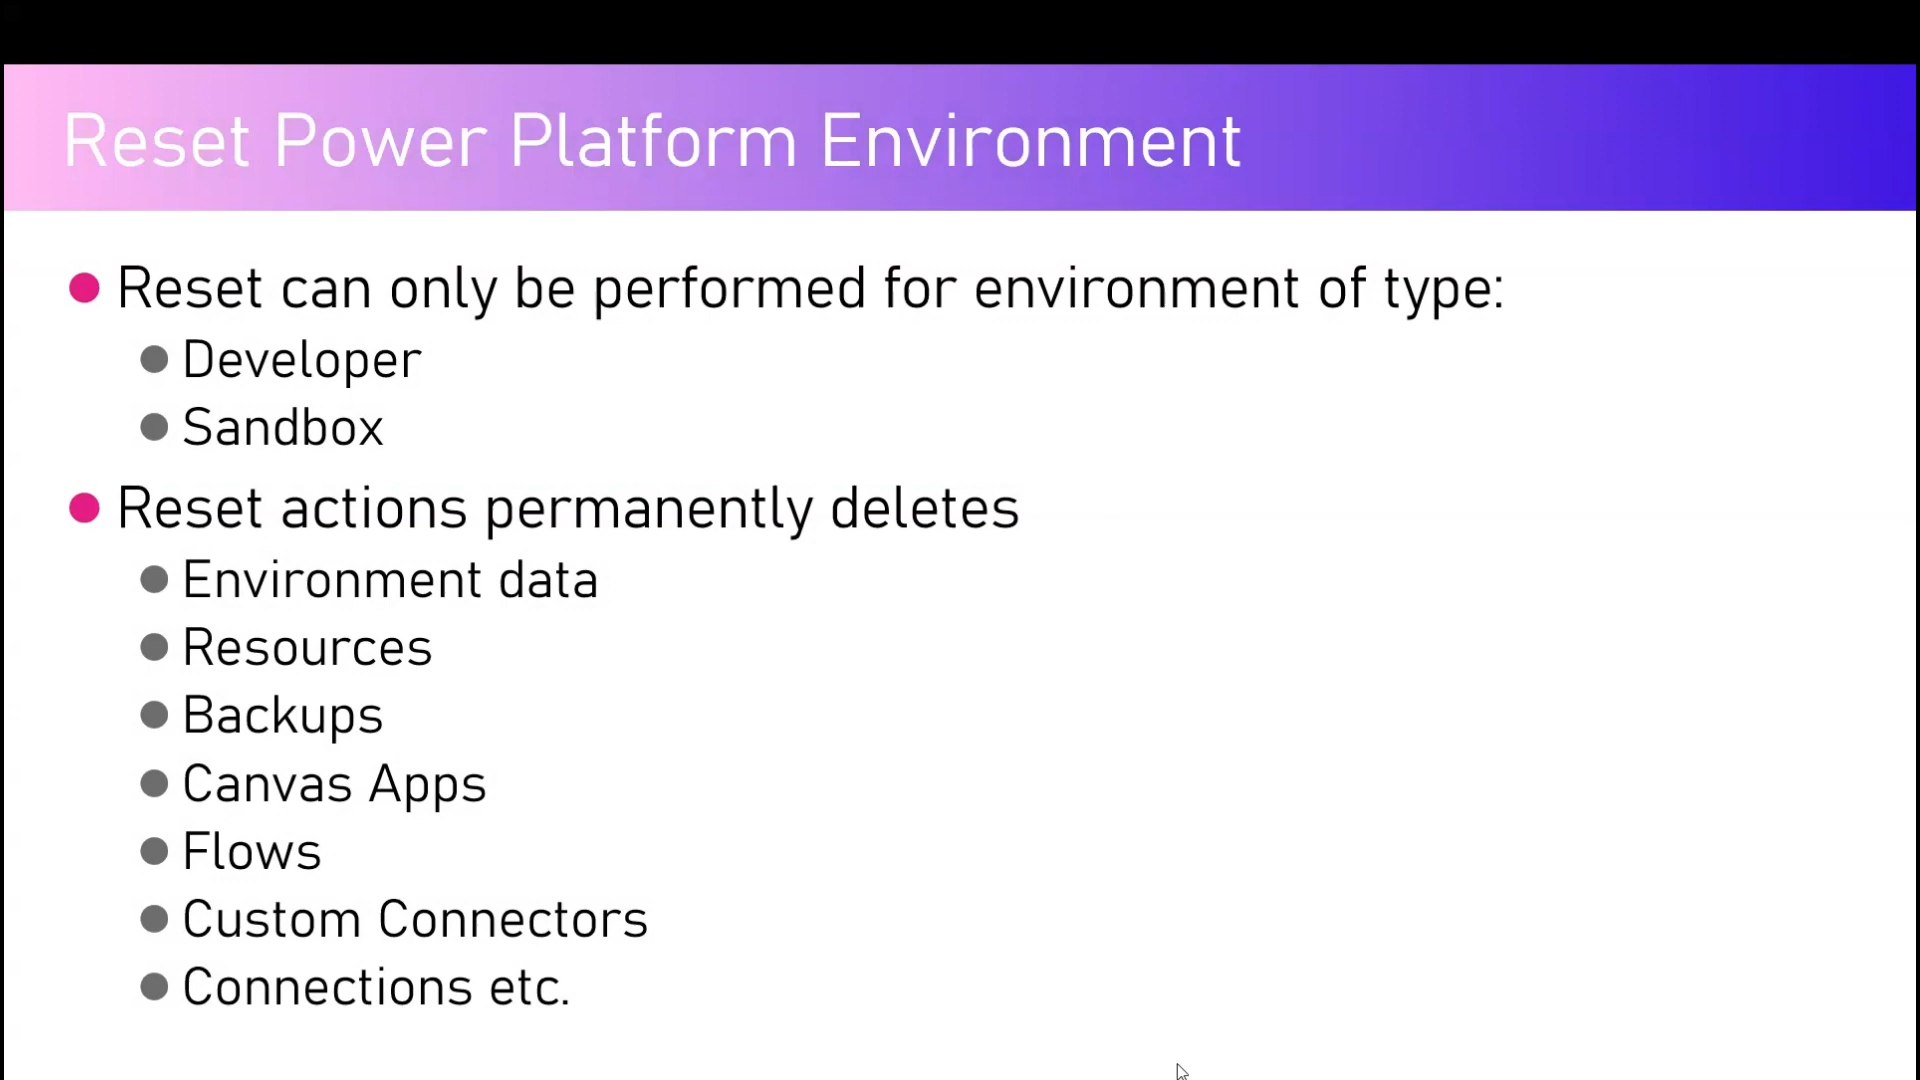 Reset Power Platform Environment
Reset can only be performed for environment of type:
Developer
Sandbox
Reset actions permanently deletes
Environment data
Resources
Backups
Canvas Apps
Flows
Custom Connectors
Connections etc.